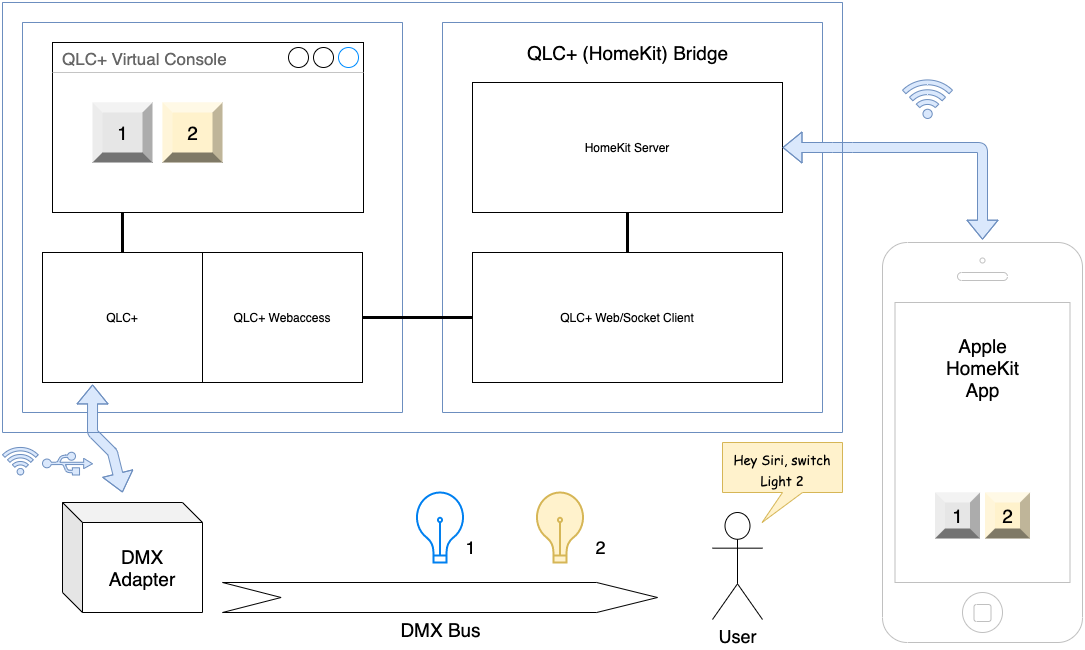 QLC+ Virtual Console
1
2
QLC+
QLC+ Webaccess
QLC+ (HomeKit) Bridge
HomeKit Server
QLC+ Web/Socket Client
Apple
HomeKit
App
1
2
DMX
Adapter
1
2
DMX Bus
Hey Siri, switch
Light 2
User